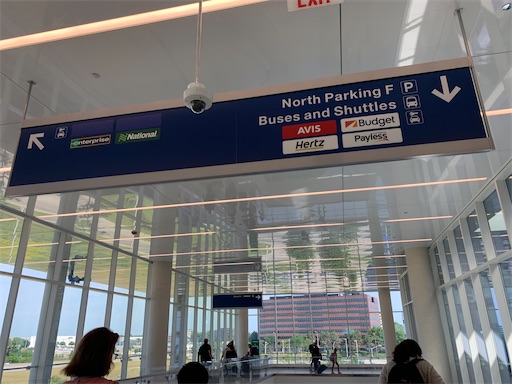 EXIT
North Parking F P
Buses and Shuttles
enterprise
National
AVIS
Budget
Hertz
Payless